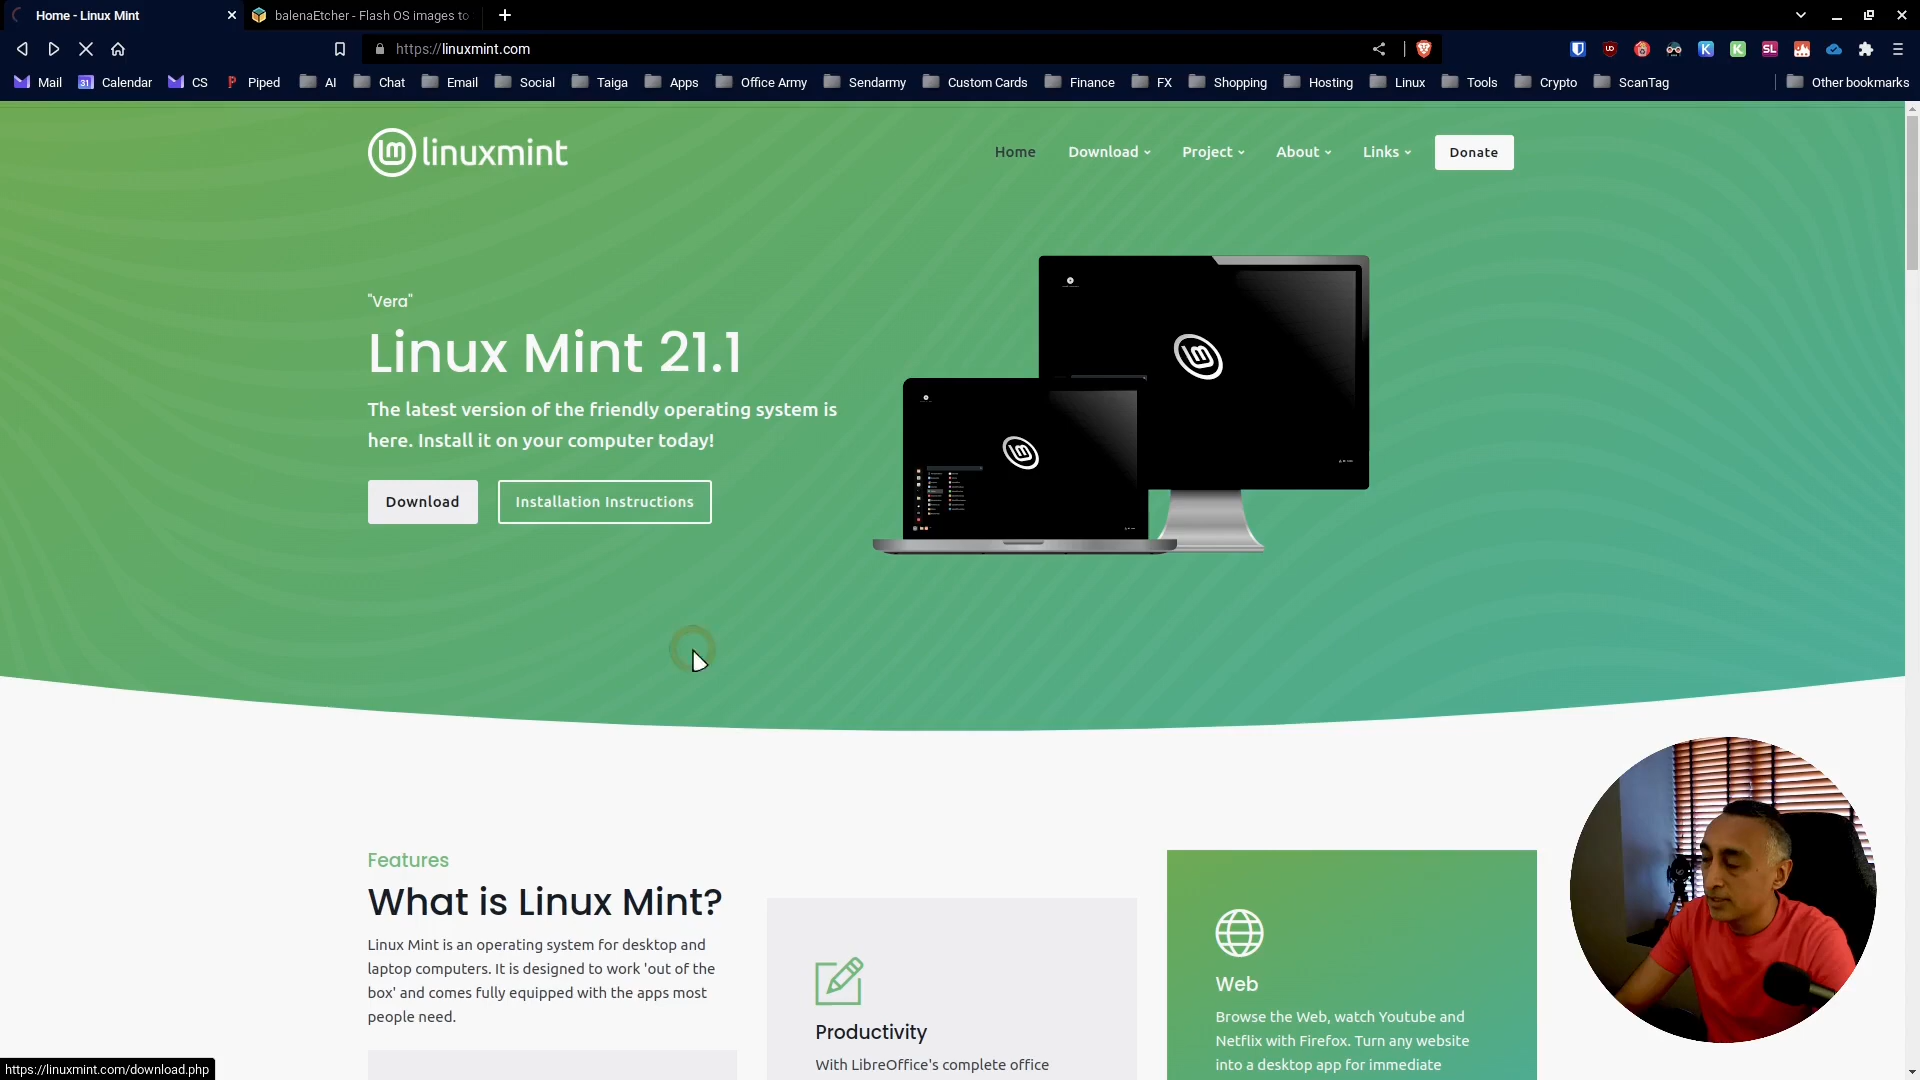 Home - Linux Mint
balenaEtcher - Flash OS images to
https://linuxmint.com
Mail
Calendar
CS
Piped
AI
Chat
Email
Social
Taiga
Apps
Office Army
Sendarmy
Custom Cards
Finance
FX
Shopping
Hosting
Linux
Tools
Crypto
ScanTag
Other bookmarks
linuxmint
Home
Download
Project
About
Links
Donate
"Vera"
Linux Mint 21.1
The latest version of the friendly operating system is
here. Install it on your computer today!
Download
Installation Instructions
Features
What is Linux Mint?
Linux Mint is an operating system for desktop and
laptop computers. It is designed to work 'out of the
box' and comes fully equipped with the apps most
people need.
Productivity
With LibreOffice's complete office
Web
Browse the Web, watch Youtube and
Netflix with Firefox. Turn any website
into a desktop app for immediate
https://linuxmint.com/download.php